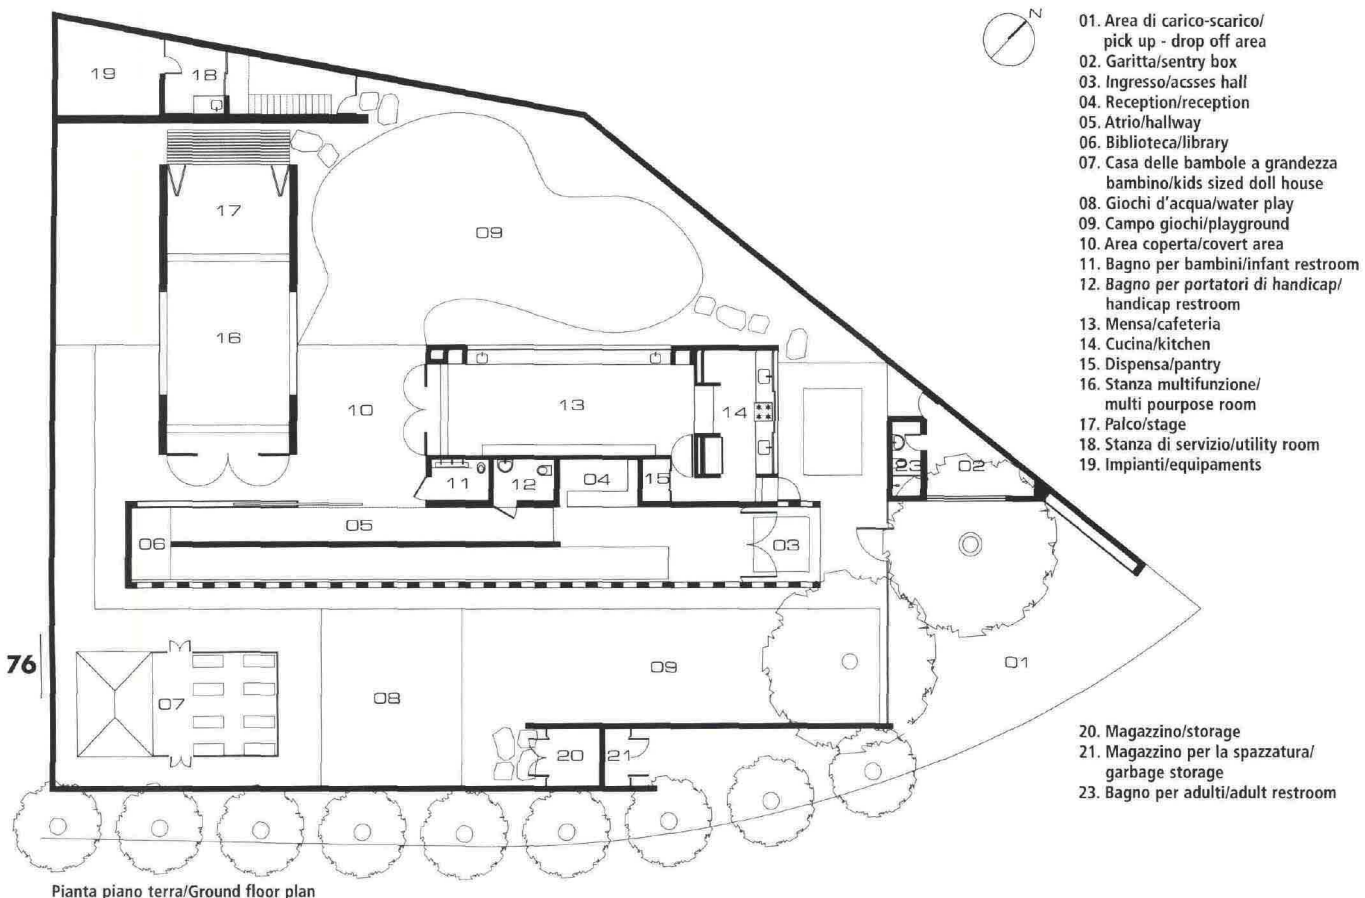 N
01. Area di carico-scarico/
pick up - drop off area
02. Garitta/sentry box
03. Ingresso/acsses hall
04. Reception/reception
05. Atrio/hallway
06. Biblioteca/library
07. Casa delle bambole a grandezza
bambino/kids sized doll house
08. Giochi d'acqua/water play
09. Campo giochi/playground
10. Area coperta/covert area
11. Bagno per bambini/infant restroom
12. Bagno per portatori di handicap/
handicap restroom
13. Mensa/cafeteria
14. Cucina/kitchen
15. Dispensa/pantry
16. Stanza multifunzione/
multi pourpose room
17. Palco/stage
18. Stanza di servizio/utility room
19. Impianti/equipaments
20. Magazzino/storage
21. Magazzino per la spazzatura/
garbage storage
23. Bagno per adulti/adult restroom
19
18
17
09
16
10
13
14
11
12
04
15
23
02
05
06
03
76
07
08
09
01
20
21
Pianta piano terra/Ground floor plan